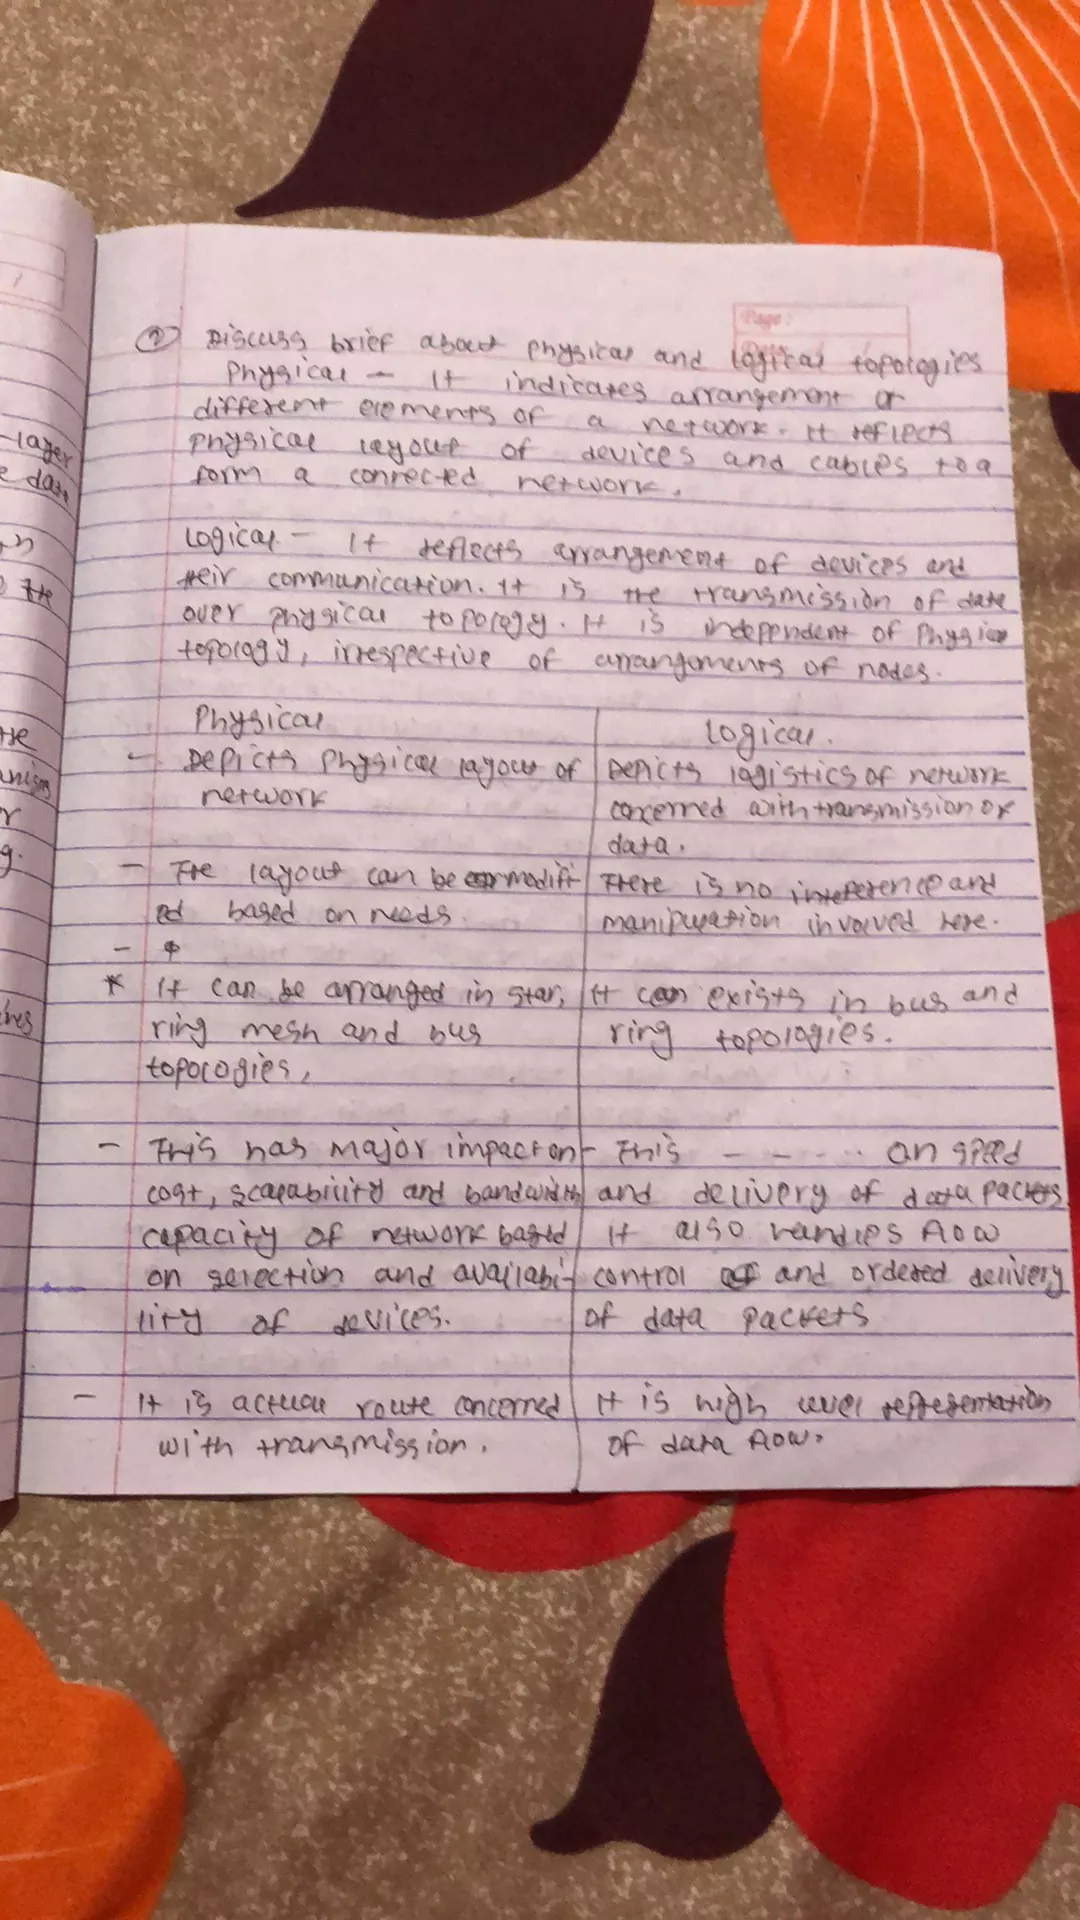 Page:
② Discuss brief about physical and logical topologies
Physical - It indicates arrangement or
different elements of a network. It reflects
physical layout of devices and cables to a
form a connected network.
Logical - It reflects arrangement of devices and
their communication. It is the transmission of data
over physical topology. It is independent of Physical
topology, irrespective of arrangements of nodes.
Physical
Logical.
- Depicts physical layout of
network
Depicts logistics of network
concerned with transmission of
data.
- The layout can be modifi
ed based on needs.
There is no inteference and
manipulation involved here.
-
* It can be arranged in star,
ring mesh and bus
topologies,
It can exists in bus and
ring topologies.
- This has major impact on
cost, scalability and bandwidth
capacity of network based
on selection and availabi-
lity of devices.
- This - - - .. on speed
and delivery of data packets
It also handles flow
control and ordered delivery
of data packets
- It is actual route concerned
with transmission.
It is high level representation
of data flow.
-layer
e data
the
the
anism
r
g.